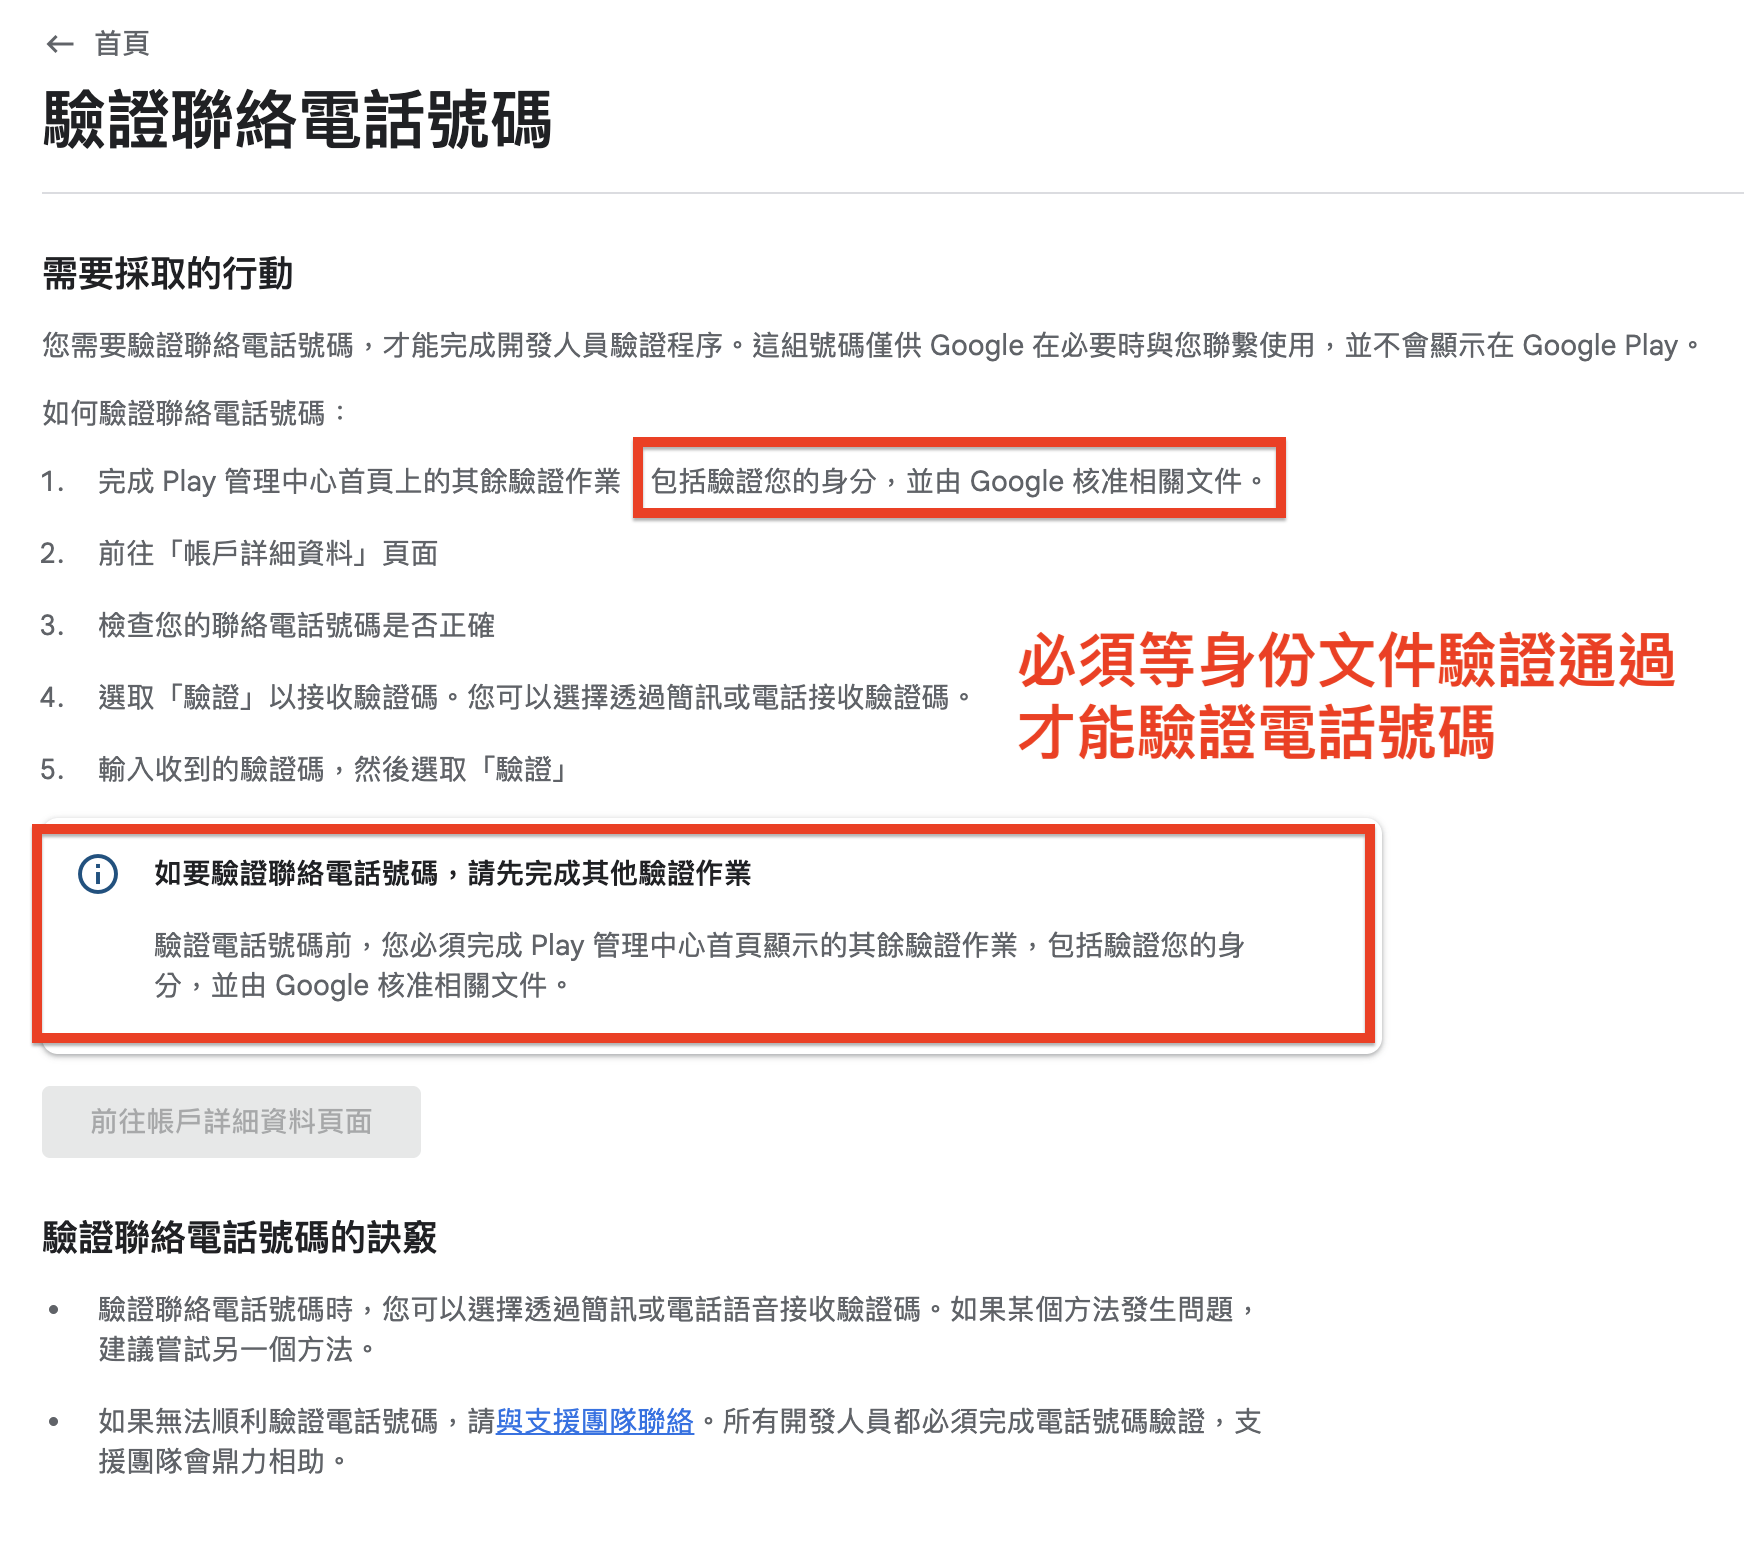 ← 首頁
驗證聯絡電話號碼
需要採取的行動
您需要驗證聯絡電話號碼，才能完成開發人員驗證程序。這組號碼僅供 Google 在必要時與您聯繫使用，並不會顯示在 Google Play。
如何驗證聯絡電話號碼：
1. 完成 Play 管理中心首頁上的其餘驗證作業 包括驗證您的身分，並由 Google 核准相關文件。
2. 前往「帳戶詳細資料」頁面
3. 檢查您的聯絡電話號碼是否正確
4. 選取「驗證」以接收驗證碼。您可以選擇透過簡訊或電話接收驗證碼。
5. 輸入收到的驗證碼，然後選取「驗證」
必須等身份文件驗證通過
才能驗證電話號碼
如要驗證聯絡電話號碼，請先完成其他驗證作業
驗證電話號碼前，您必須完成 Play 管理中心首頁顯示的其餘驗證作業，包括驗證您的身
分，並由 Google 核准相關文件。
前往帳戶詳細資料頁面
驗證聯絡電話號碼的訣竅
• 驗證聯絡電話號碼時，您可以選擇透過簡訊或電話語音接收驗證碼。如果某個方法發生問題，
建議嘗試另一個方法。
• 如果無法順利驗證電話號碼，請與支援團隊聯絡。所有開發人員都必須完成電話號碼驗證，支
援團隊會鼎力相助。